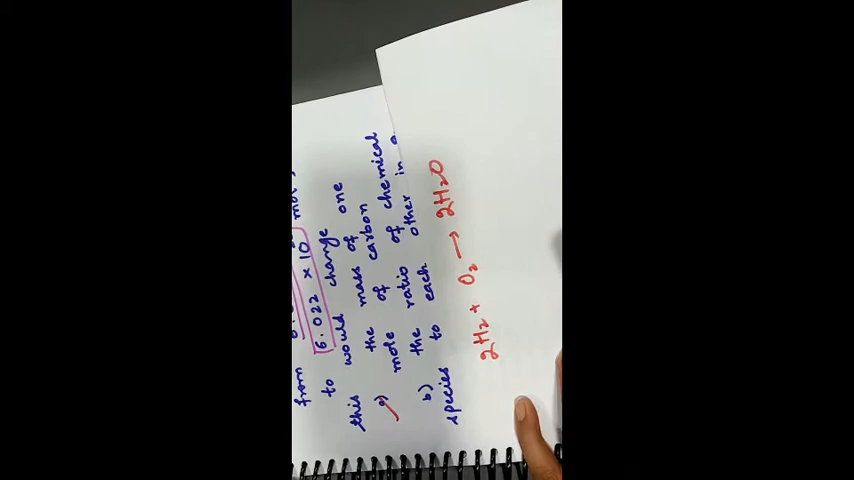 from
to 6.022 × 10
this would change one
a) the mass of
mole of carbon
b) the ratio of chemical
species to each other in a
2H₂ + O₂ → 2H₂O